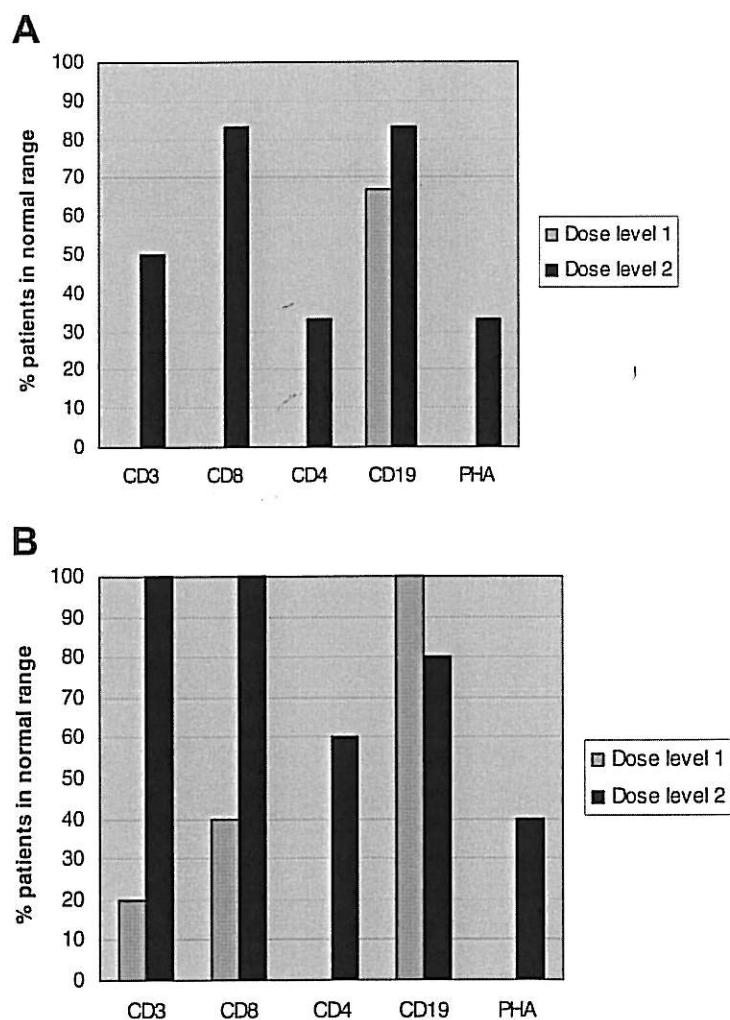 A
% patients in normal range
100
90
80
70
60
50
40
30
20
10
0
CD3 CD8 CD4 CD19 PHA
Dose level 1
Dose level 2
B
% patients in normal range
100
90
80
70
60
50
40
30
20
10
0
CD3 CD8 CD4 CD19 PHA
Dose level 1
Dose level 2